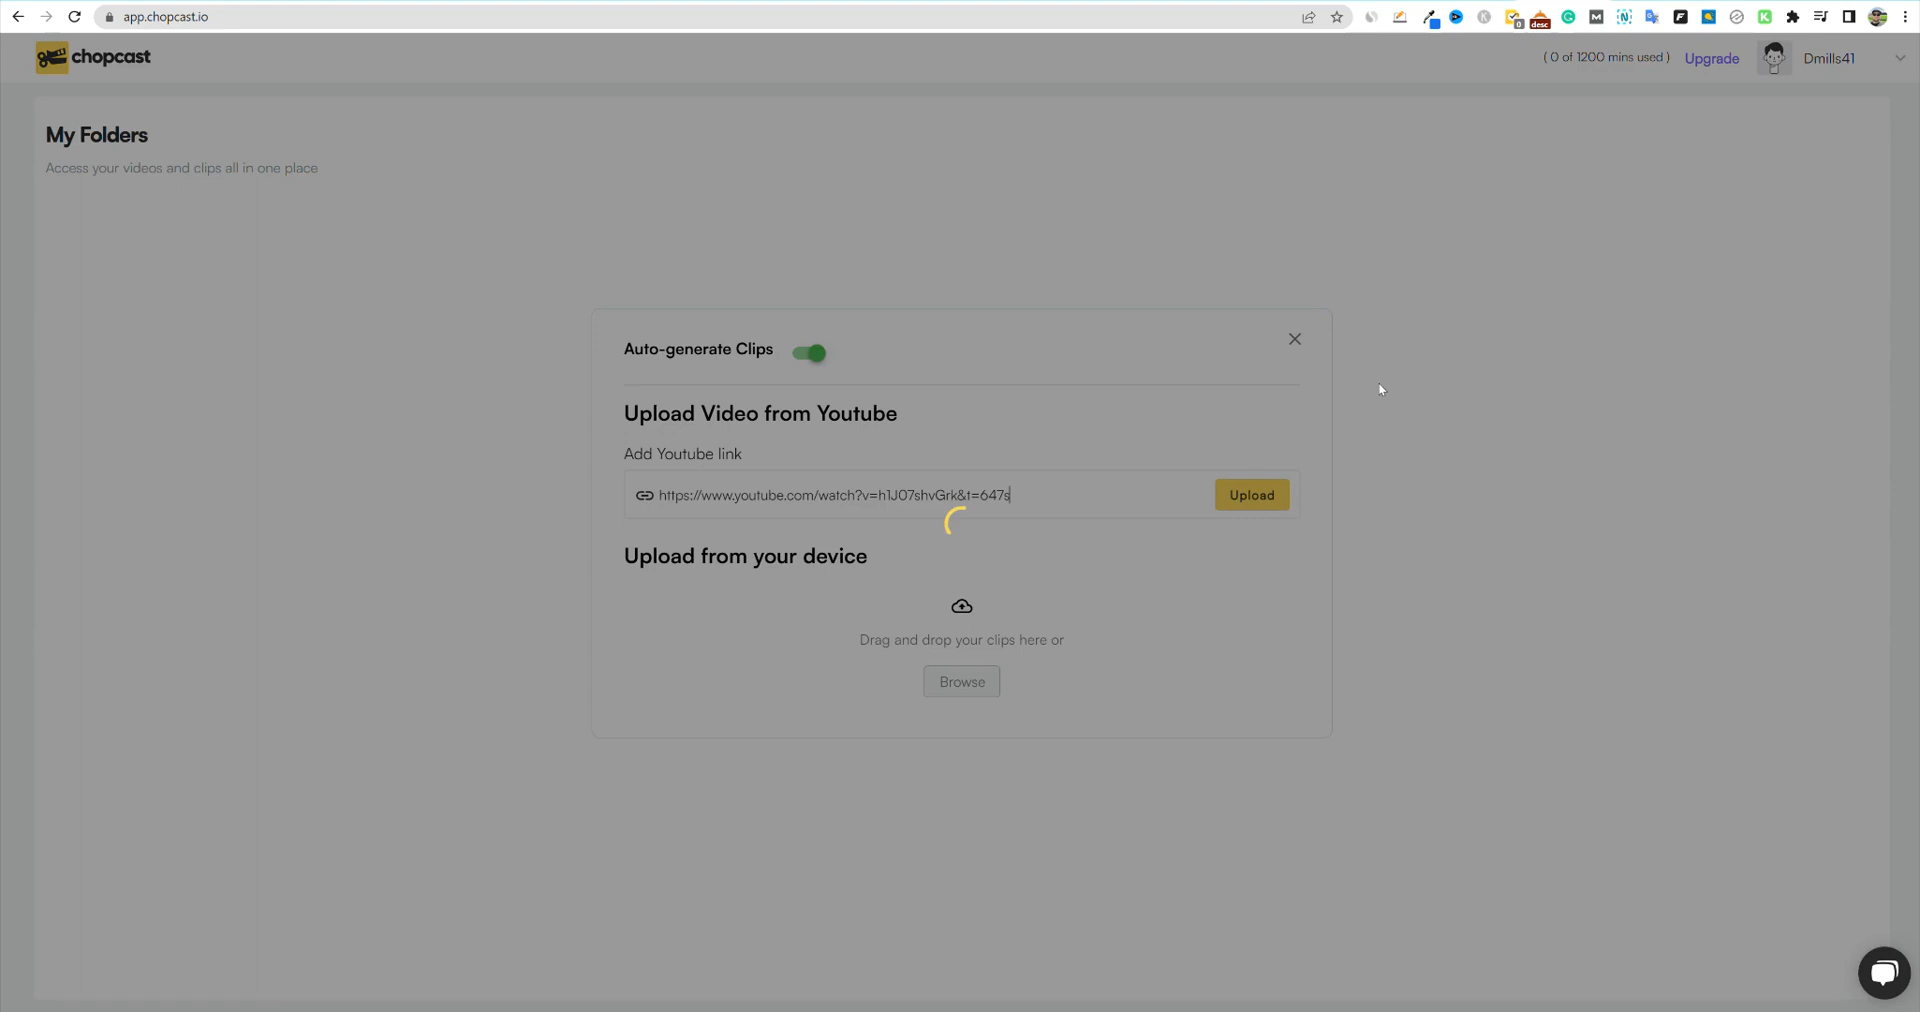 app.chopcast.io
desc
0
chopcast
( 0 of 1200 mins used )
Upgrade
Dmills41
My Folders
Access your videos and clips all in one place
Auto-generate Clips
Upload Video from Youtube
Add Youtube link
https://www.youtube.com/watch?v=h1J07shvGrk&t=647s
Upload
Upload from your device
Drag and drop your clips here or
Browse